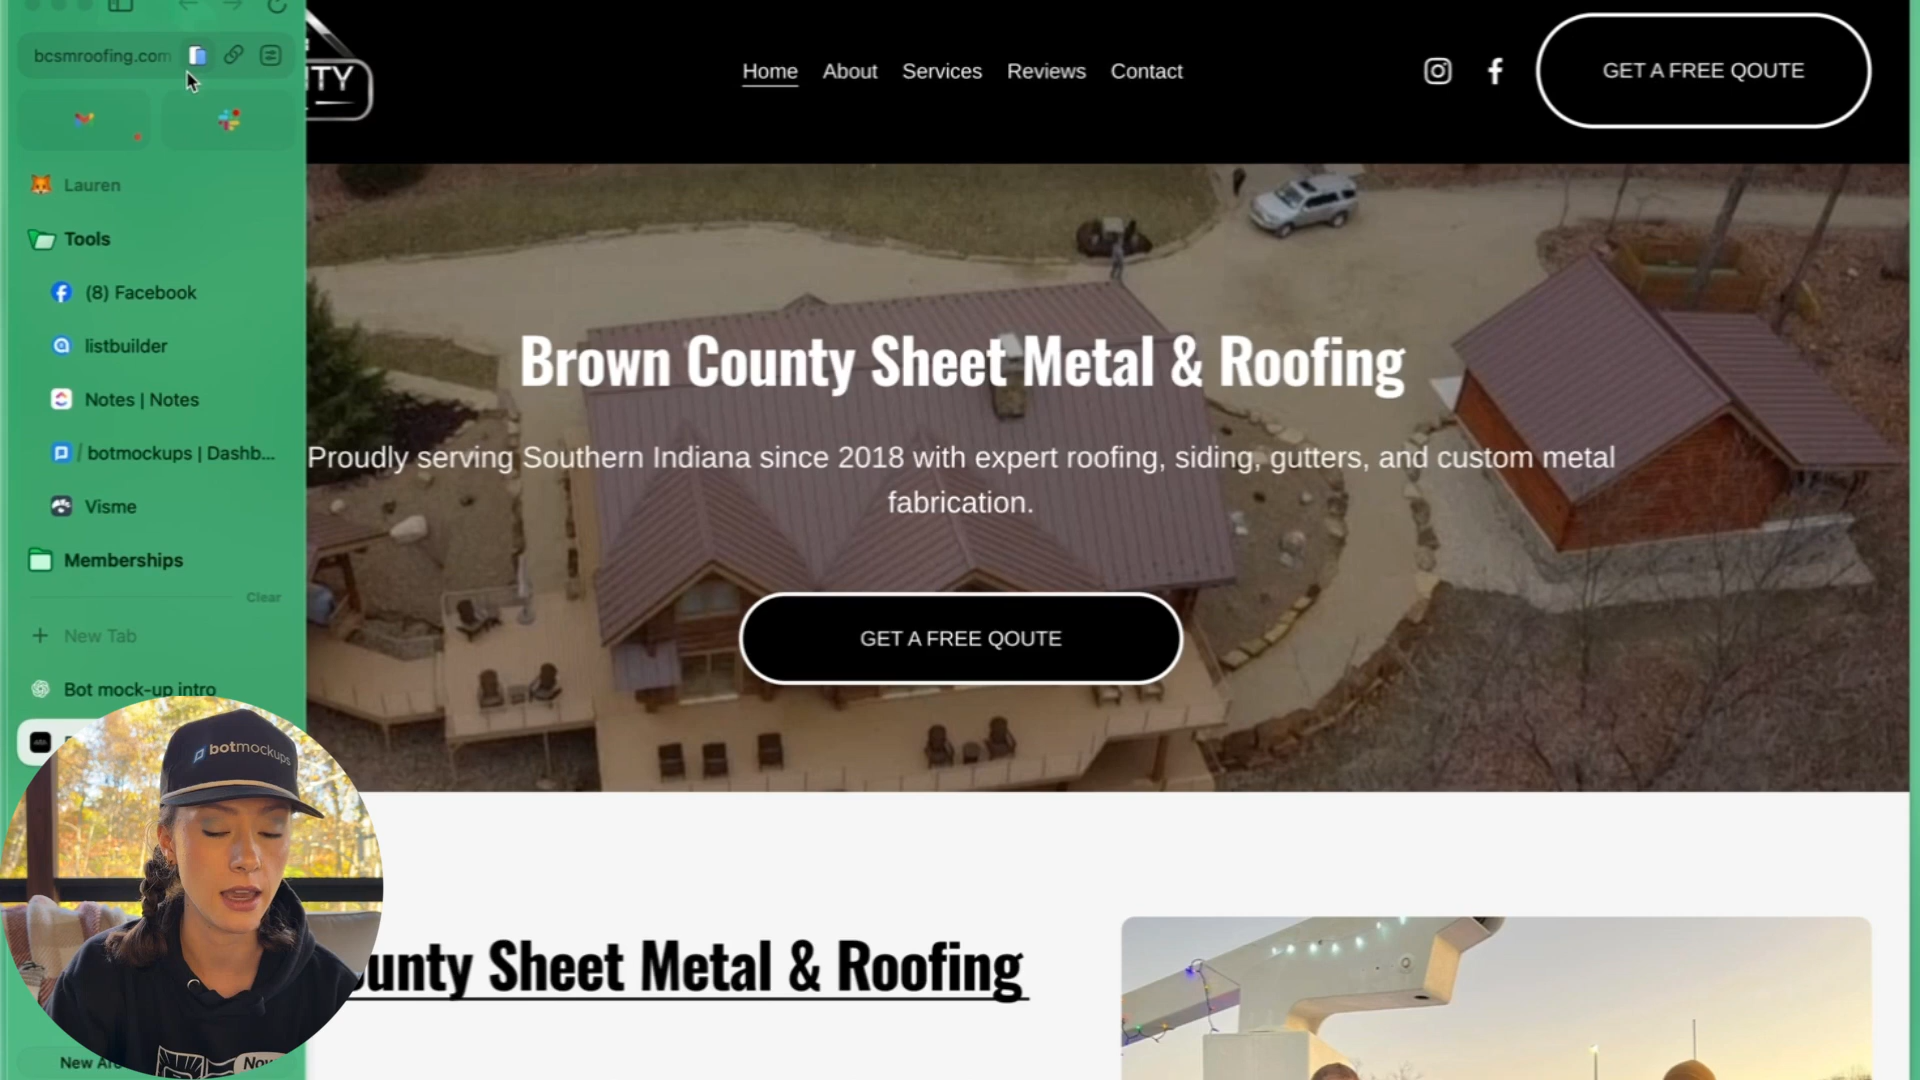 bcsmroofing.com
TY
Home About Services Reviews Contact
GET A FREE QOUTE
Lauren
Tools
(8) Facebook
listbuilder
Notes | Notes
/ botmockups | Dashb...
Visme
Memberships
Clear
New Tab
Bot mock-up intro
Brown County Sheet Metal & Roofing
Proudly serving Southern Indiana since 2018 with expert roofing, siding, gutters, and custom metal
fabrication.
GET A FREE QOUTE
botmockups
unty Sheet Metal & Roofing
New Ar
Now